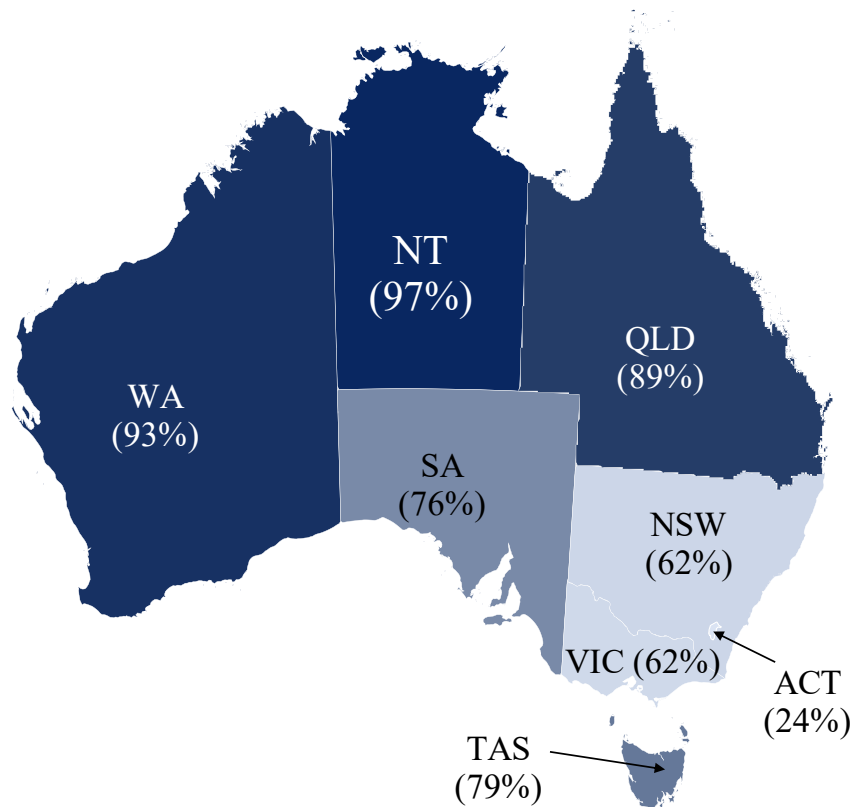 NT
(97%)
QLD
(89%)
WA
(93%)
SA
(76%)
NSW
(62%)
VIC (62%)
ACT
(24%)
TAS
(79%)